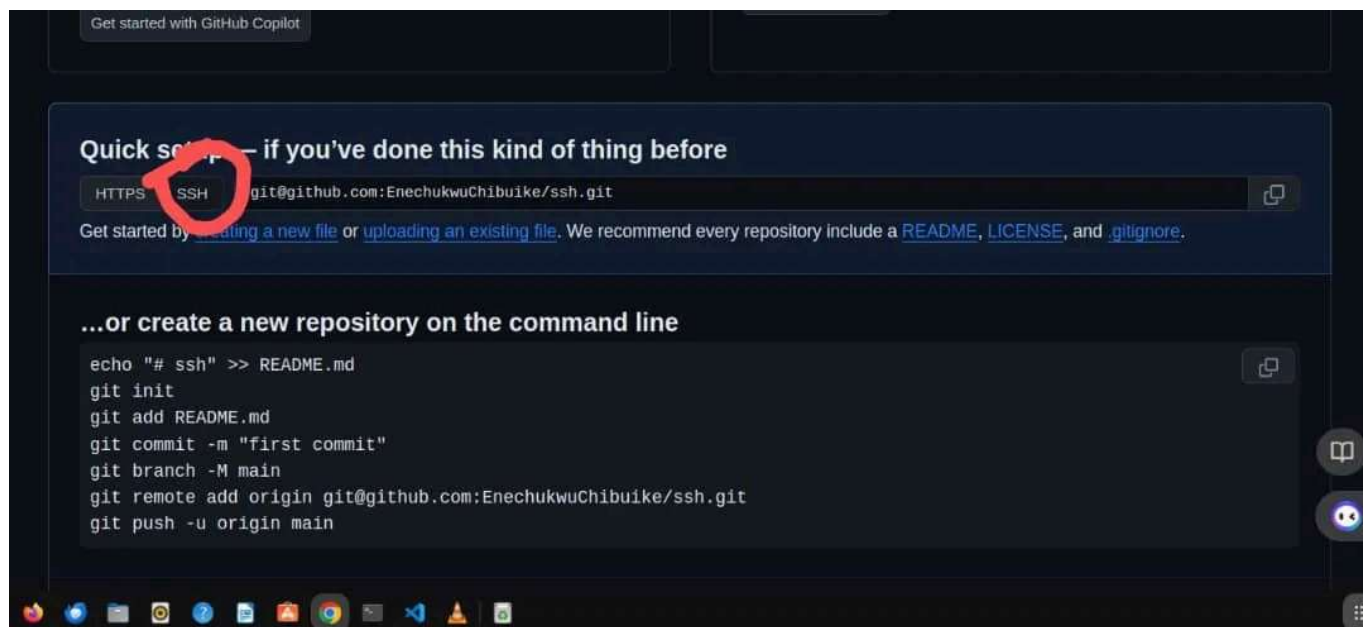 Get started with GitHub Copilot
Quick setup — if you've done this kind of thing before
HTTPS SSH git@github.com:EnechukwuChibuike/ssh.git
Get started by creating a new file or uploading an existing file. We recommend every repository include a README, LICENSE, and .gitignore.
...or create a new repository on the command line
echo "# ssh" >> README.md
git init
git add README.md
git commit -m "first commit"
git branch -M main
git remote add origin git@github.com:EnechukwuChibuike/ssh.git
git push -u origin main